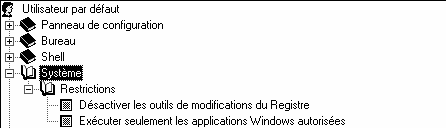 Utilisateur par défaut
Panneau de configuration
Bureau
Shell
Système
Restrictions
Désactiver les outils de modifications du Registre
Exécuter seulement les applications Windows autorisées